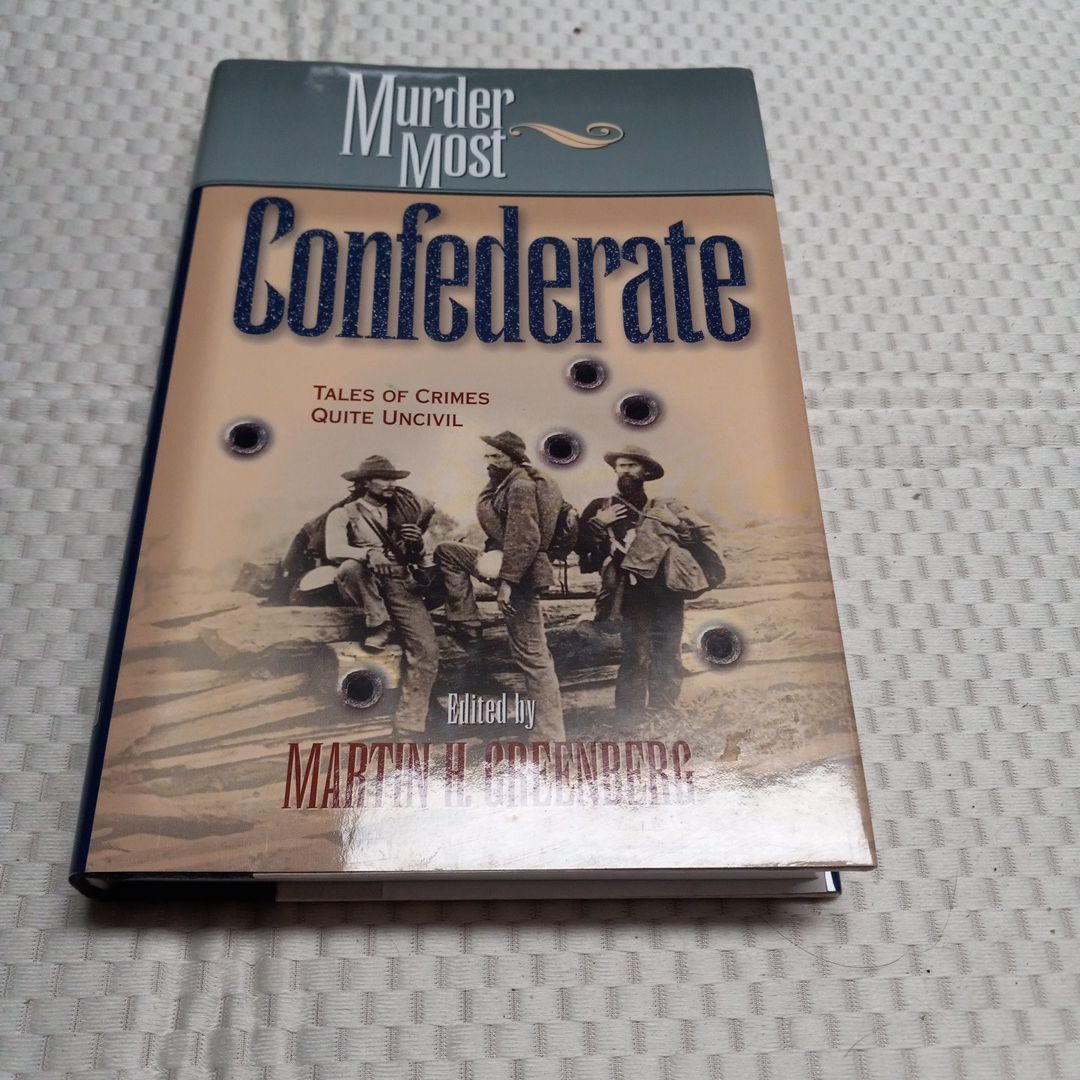 Murder
Most
Confederate
Tales of Crimes
Quite Uncivil
Edited by
Martin H. Greenberg